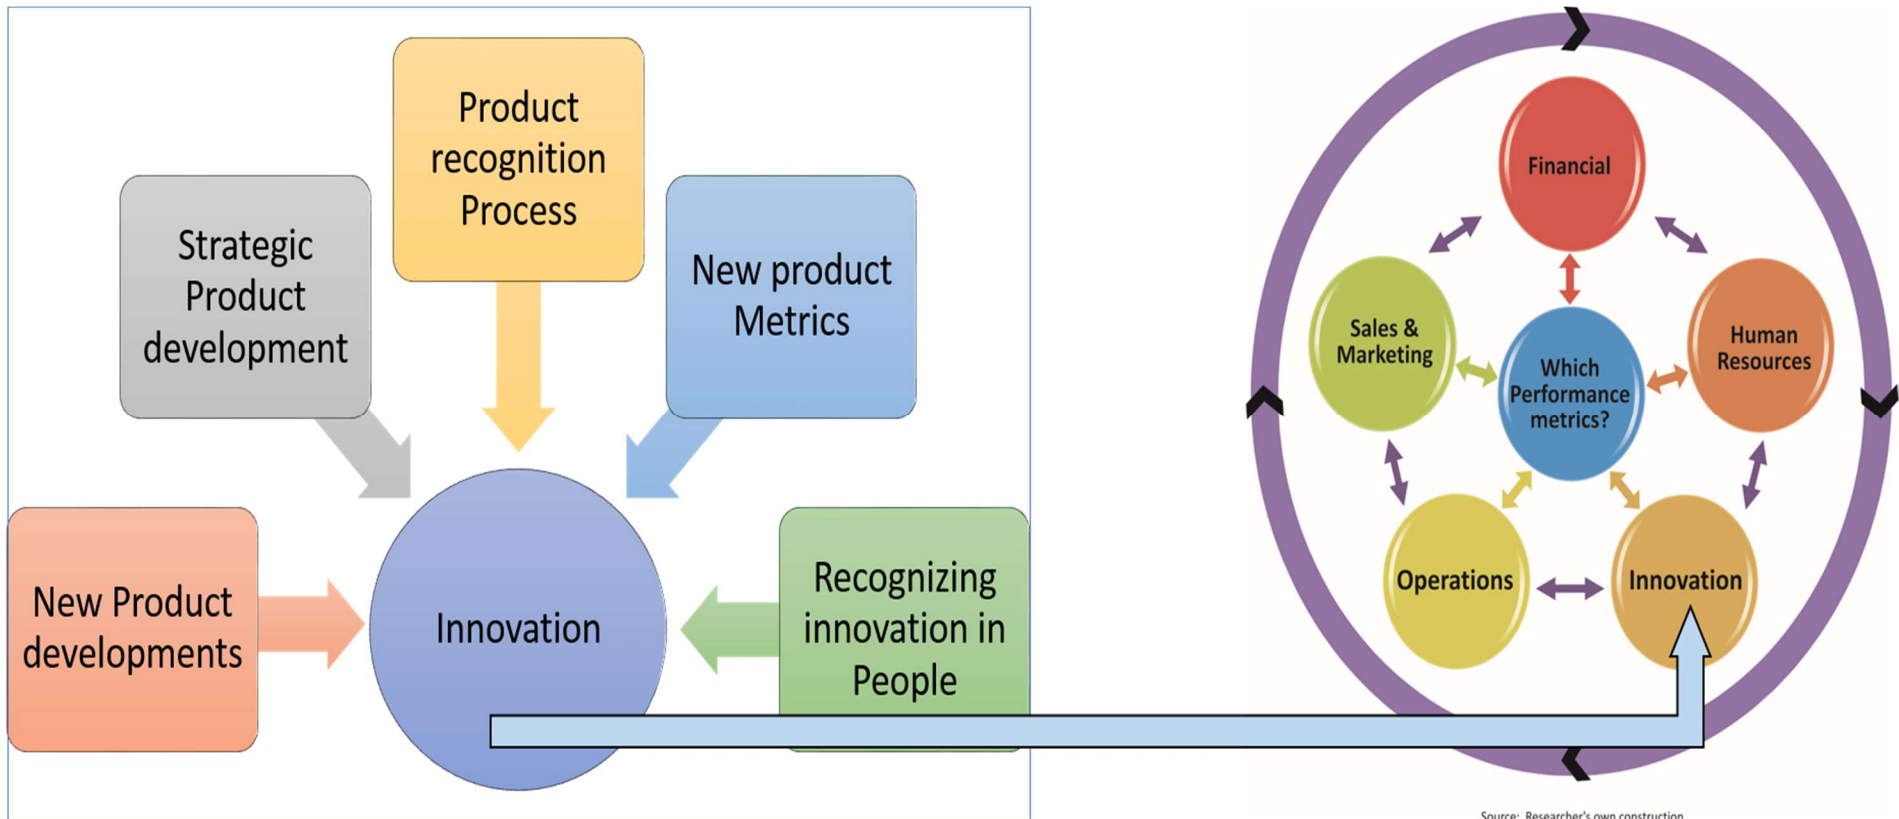 Product
recognition
Process
Strategic
Product
development
New product
Metrics
New Product
developments
Innovation
Recognizing
innovation in
People
Financial
Sales &
Marketing
Human
Resources
Which
Performance
metrics?
Operations
Innovation
Source: Researcher's own construction